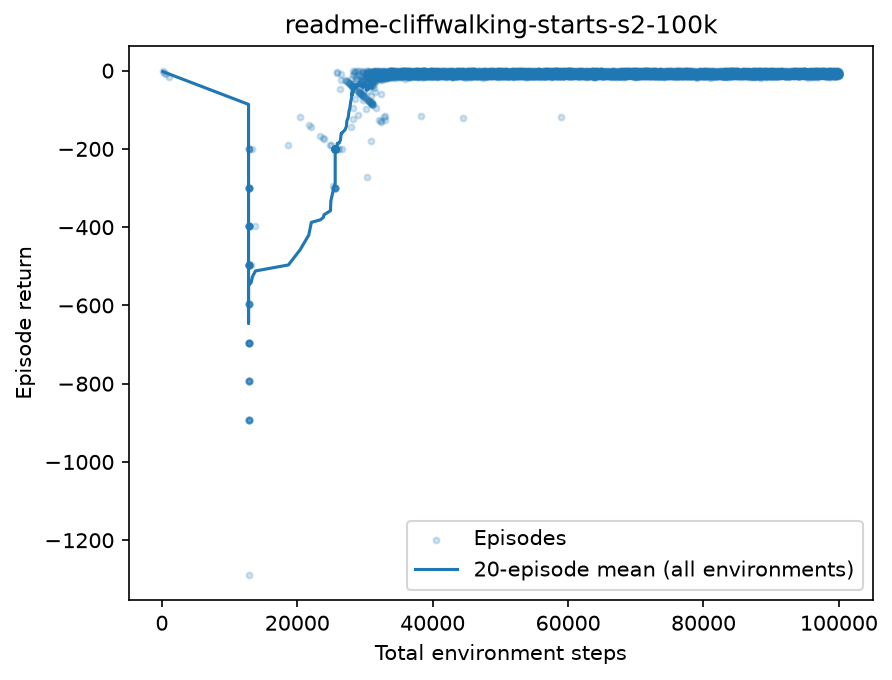 readme-cliffwalking-starts-s2-100k
Episode return
0
−200
−400
−600
−800
−1000
−1200
Episodes
20-episode mean (all environments)
0
20000
40000
60000
80000
100000
Total environment steps